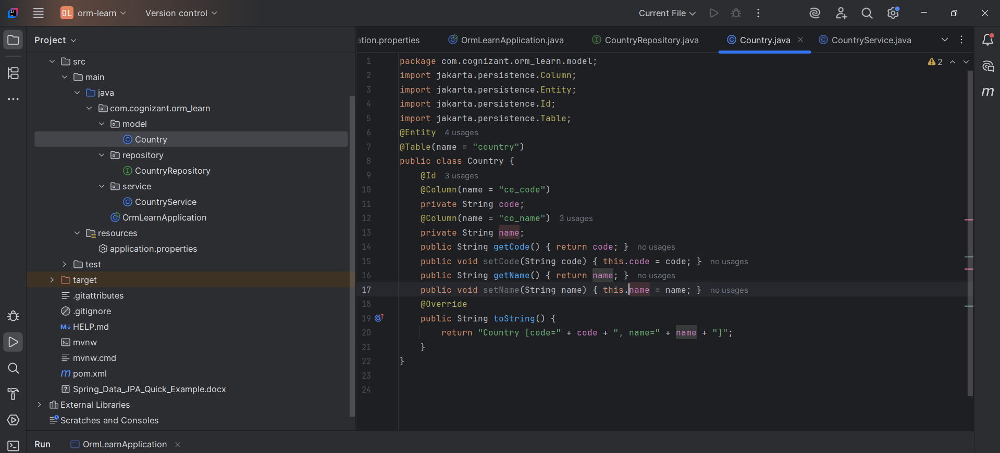 OL orm-learn Version control Current File
Project
src
main
java
com.cognizant.orm_learn
model
Country
repository
CountryRepository
service
CountryService
OrmLearnApplication
resources
application.properties
test
target
.gitattributes
.gitignore
M↓ HELP.md
mvnw
mvnw.cmd
m pom.xml
Spring_Data_JPA_Quick_Example.docx
External Libraries
Scratches and Consoles
ation.properties OrmLearnApplication.java CountryRepository.java Country.java CountryService.java
2
1 package com.cognizant.orm_learn.model;
2 import jakarta.persistence.Column;
3 import jakarta.persistence.Entity;
4 import jakarta.persistence.Id;
5 import jakarta.persistence.Table;
6 @Entity 4 usages
7 @Table(name = "country")
8 public class Country {
9 @Id 3 usages
10 @Column(name = "co_code")
11 private String code;
12 @Column(name = "co_name") 3 usages
13 private String name;
14 public String getCode() { return code; } no usages
15 public void setCode(String code) { this.code = code; } no usages
16 public String getName() { return name; } no usages
17 public void setName(String name) { this.name = name; } no usages
18 @Override
19 public String toString() {
20 return "Country [code=" + code + ", name=" + name + "]";
21 }
22 }
23
24
m
Run OrmLearnApplication